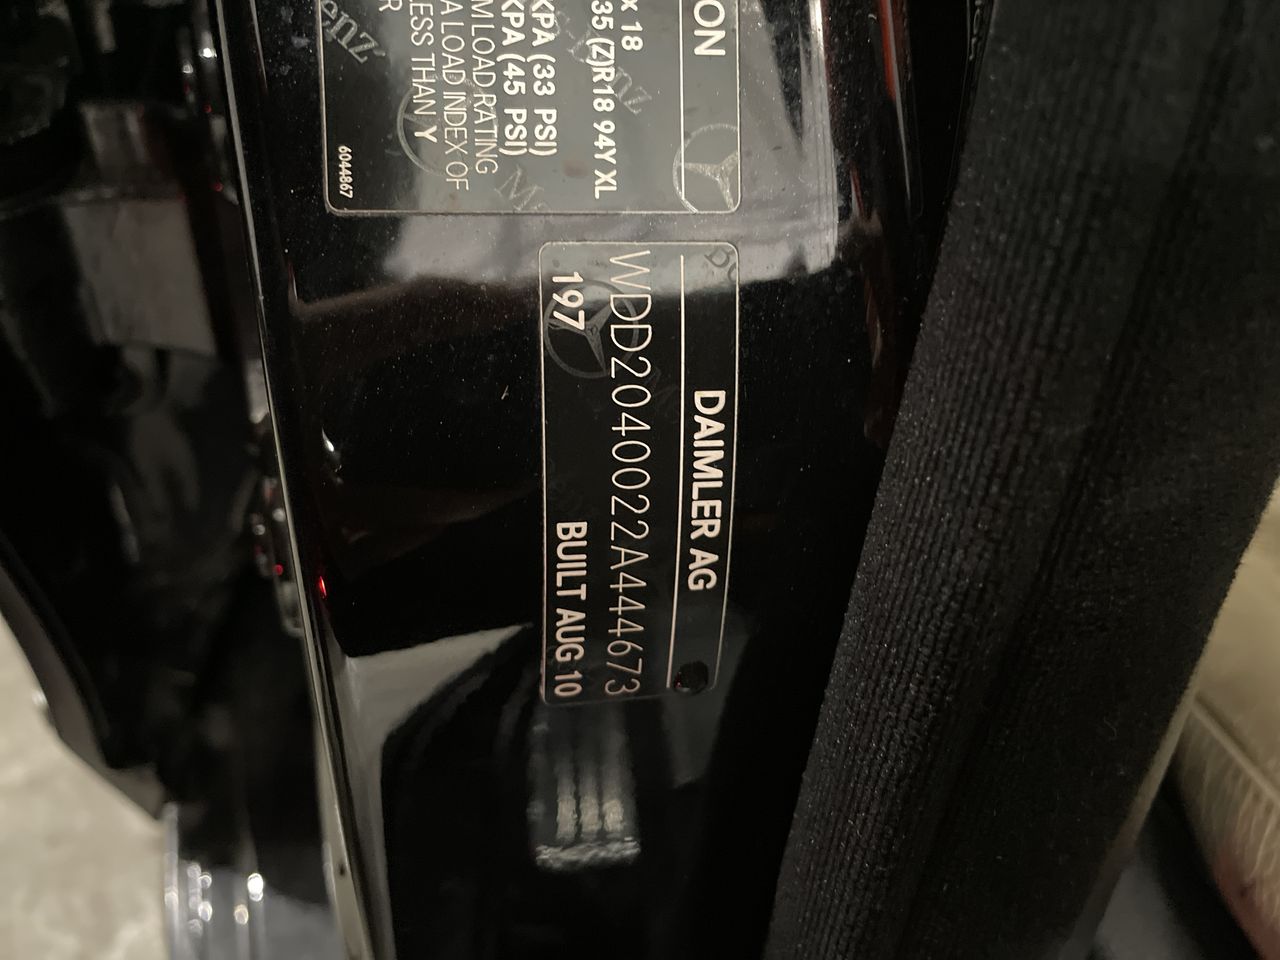 ON
x 18
35 (Z)R18 94Y XL
KPA (33 PSI)
KPA (45 PSI)
M LOAD RATING
A LOAD INDEX OF
LESS THAN Y
R
6044867
DAIMLER AG
WDD2040022A444673
197
BUILT AUG 10